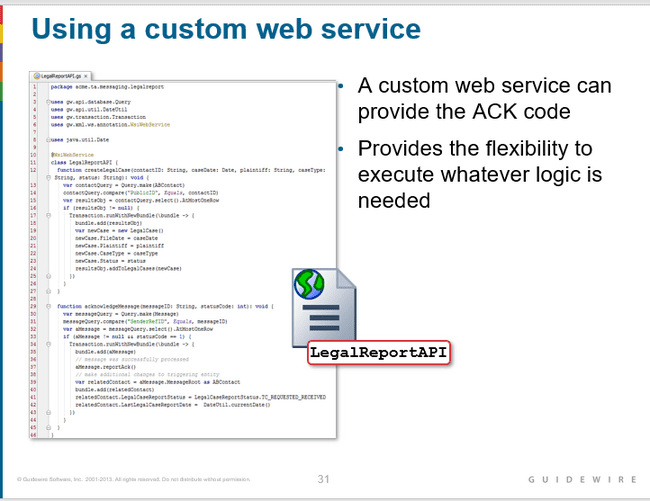 Using a custom web service
LegalReportAPI.gs ×
1 package acme.ta.messaging.legalreport
2
3 uses gw.api.database.Query
4 uses gw.api.util.DateUtil
5 uses gw.transaction.Transaction
6 uses gw.xml.ws.annotation.WsiWebService
7
8 uses java.util.Date
9
10 @WsiWebService
11 class LegalReportAPI {
12 function createLegalCase(contactID: String, caseDate: Date, plaintiff: String, caseType:
String, status: String): void {
13 var contactQuery = Query.make(ABContact)
14 contactQuery.compare("PublicID", Equals, contactID)
15 var resultsObj = contactQuery.select().AtMostOneRow
16 if (resultsObj != null) {
17 Transaction.runWithNewBundle(\bundle -> {
18 bundle.add(resultsObj)
19 var newCase = new LegalCase()
20 newCase.FileDate = caseDate
21 newCase.Plaintiff = plaintiff
22 newCase.CaseType = caseType
23 newCase.Status = status
24 resultsObj.addToLegalCases(newCase)
25 })
26 }
27 }
28
29 function acknowledgeMessage(messageID: String, statusCode: int): void {
30 var messageQuery = Query.make(Message)
31 messageQuery.compare("SenderRefID", Equals, messageID)
32 var aMessage = messageQuery.select().AtMostOneRow
33 if (aMessage != null && statusCode == 1) {
34 Transaction.runWithNewBundle(\bundle -> {
35 bundle.add(aMessage)
36 // message was successfully processed
37 aMessage.reportAck()
38 // make additional changes to triggering entity
39 var relatedContact = aMessage.MessageRoot as ABContact
40 bundle.add(relatedContact)
41 relatedContact.LegalCaseReportStatus = LegalCaseReportStatus.TC_REQUESTED_RECEIVED
42 relatedContact.LastLegalCaseReportDate = DateUtil.currentDate()
43 })
44 }
45 }
46 }
• A custom web service can
provide the ACK code
• Provides the flexibility to
execute whatever logic is
needed
LegalReportAPI
© Guidewire Software, Inc. 2001-2013. All rights reserved. Do not distribute without permission.
31
GUIDEWIRE